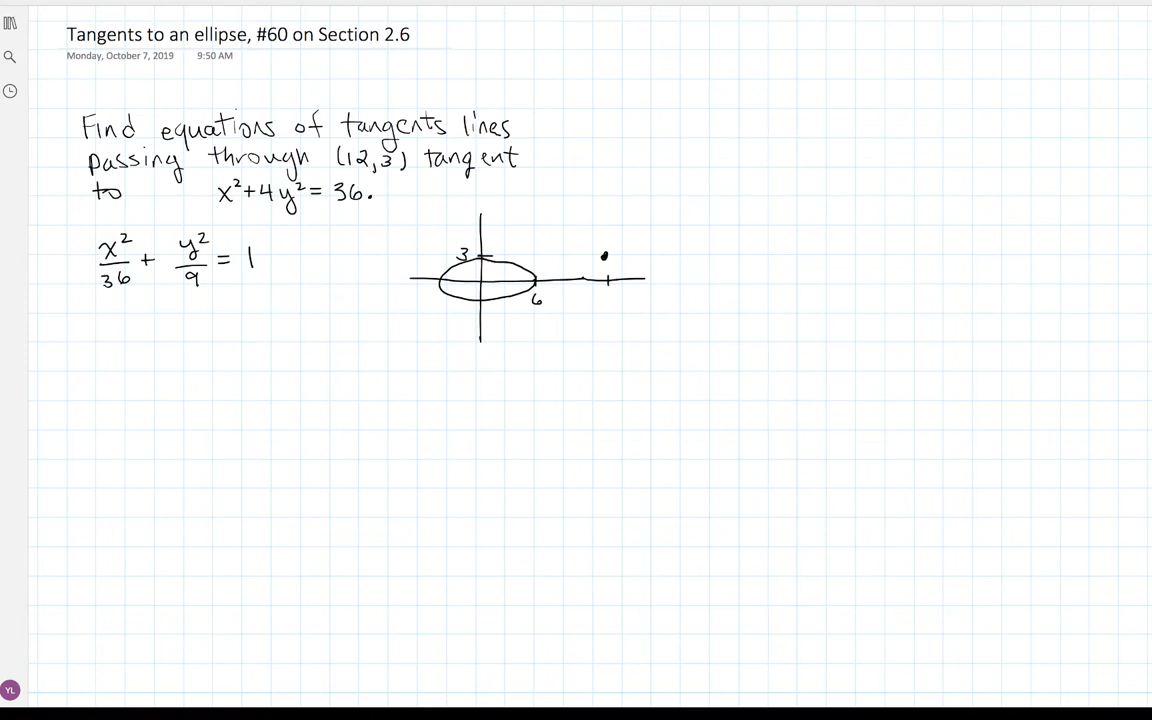 Tangents to an ellipse, #60 on Section 2.6
Monday, October 7, 2019 9:50 AM
Find equations of tangents lines
passing through (12,3) tangent
to x²+4y²= 36.
x²/36 + y²/9 = 1
3
6
YL